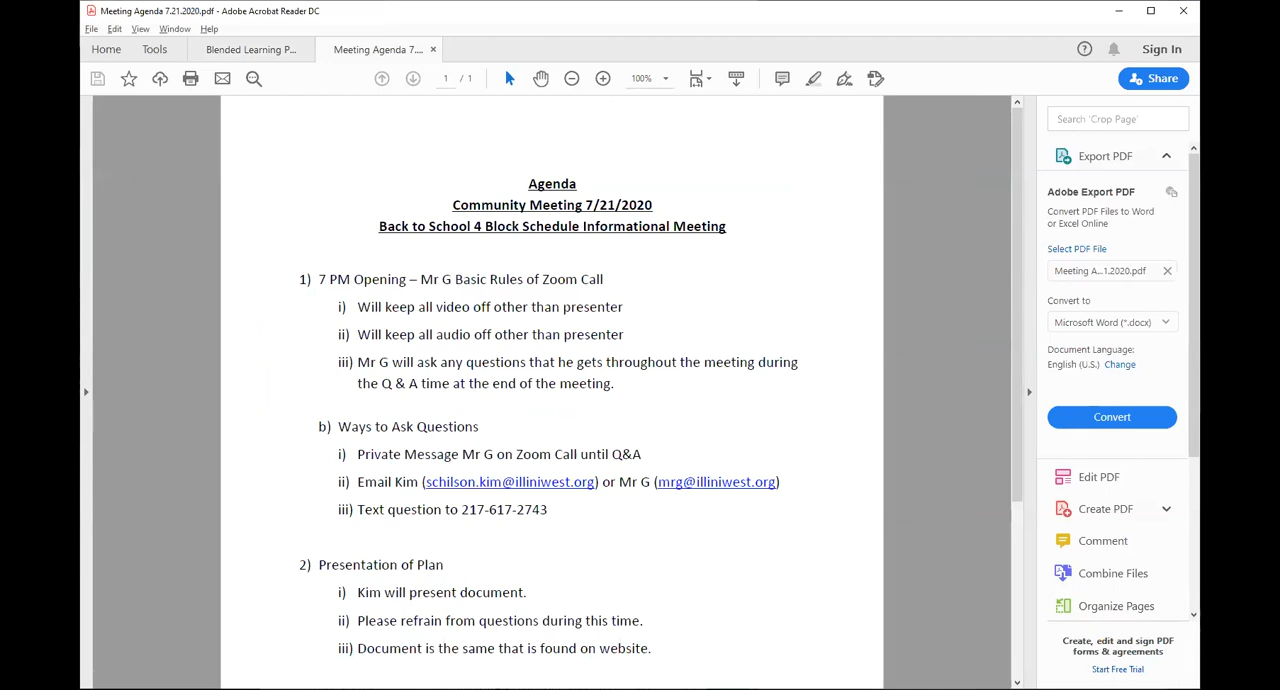 Meeting Agenda 7.21.2020.pdf - Adobe Acrobat Reader DC
File Edit View Window Help
Home Tools Blended Learning P... Meeting Agenda 7.... × Sign In
1 / 1 100% Share
Search 'Crop Page'
Export PDF
Adobe Export PDF
Convert PDF Files to Word
or Excel Online
Select PDF File
Meeting A...1.2020.pdf
Convert to
Microsoft Word (*.docx)
Document Language:
English (U.S.) Change
Convert
Edit PDF
Create PDF
Comment
Combine Files
Organize Pages
Create, edit and sign PDF
forms & agreements
Start Free Trial
Agenda
Community Meeting 7/21/2020
Back to School 4 Block Schedule Informational Meeting
1) 7 PM Opening – Mr G Basic Rules of Zoom Call
i) Will keep all video off other than presenter
ii) Will keep all audio off other than presenter
iii) Mr G will ask any questions that he gets throughout the meeting during
the Q & A time at the end of the meeting.
b) Ways to Ask Questions
i) Private Message Mr G on Zoom Call until Q&A
ii) Email Kim (schilson.kim@illiniwest.org) or Mr G (mrg@illiniwest.org)
iii) Text question to 217-617-2743
2) Presentation of Plan
i) Kim will present document.
ii) Please refrain from questions during this time.
iii) Document is the same that is found on website.